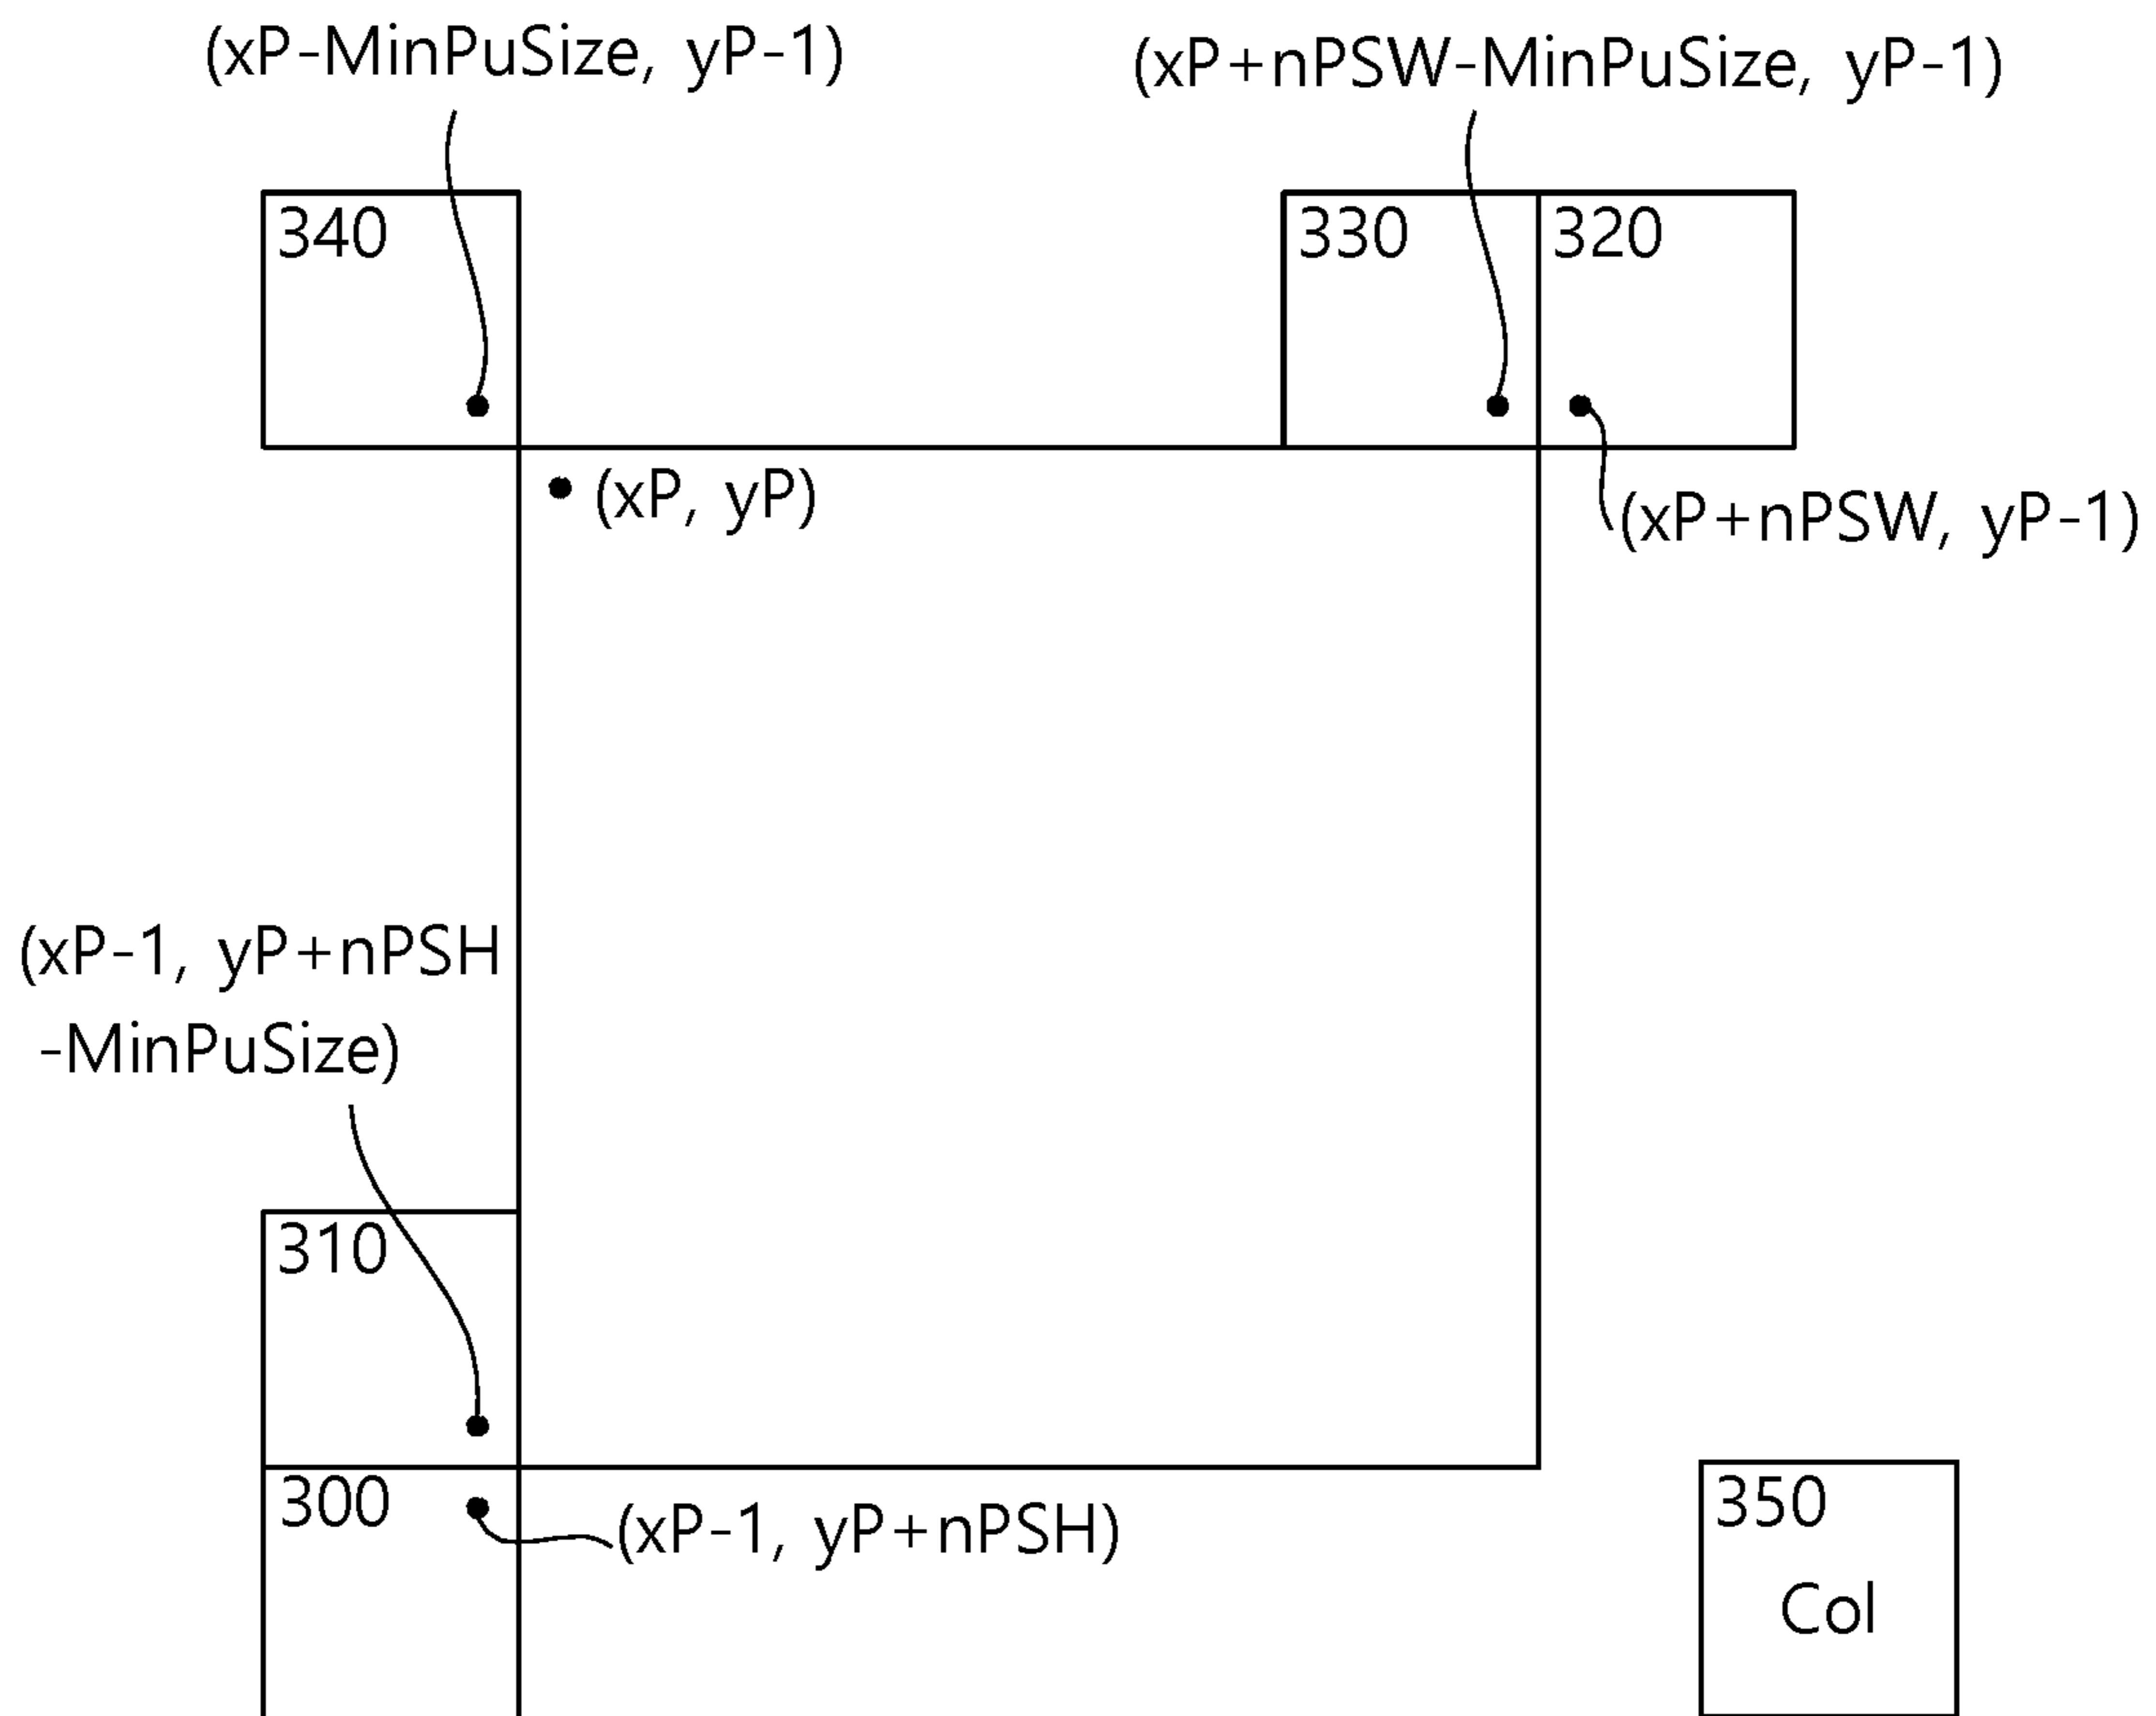 (xP-MinPuSize, yP-1)
(xP+nPSW-MinPuSize, yP-1)
340
330
320
(xP, yP)
(xP+nPSW, yP-1)
(xP-1, yP+nPSH
-MinPuSize)
310
300
(xP-1, yP+nPSH)
350
Col